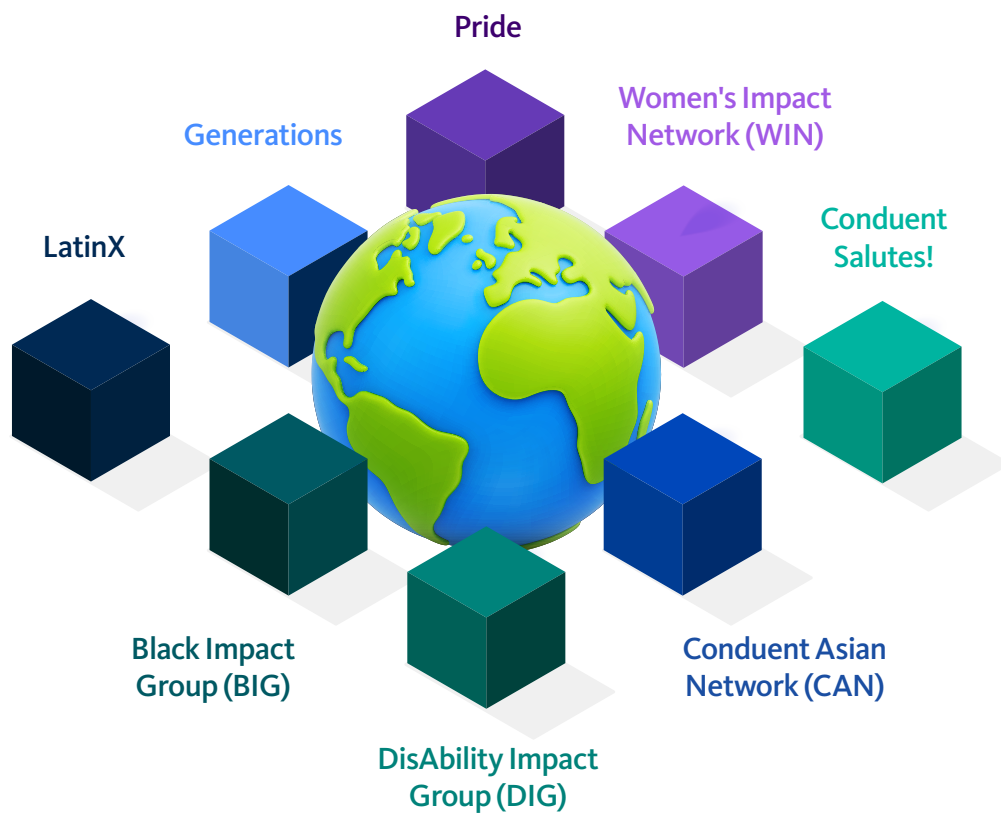 Pride
Women's Impact
Network (WIN)
Generations
Conduent
Salutes!
LatinX
Black Impact
Group (BIG)
Conduent Asian
Network (CAN)
DisAbility Impact
Group (DIG)